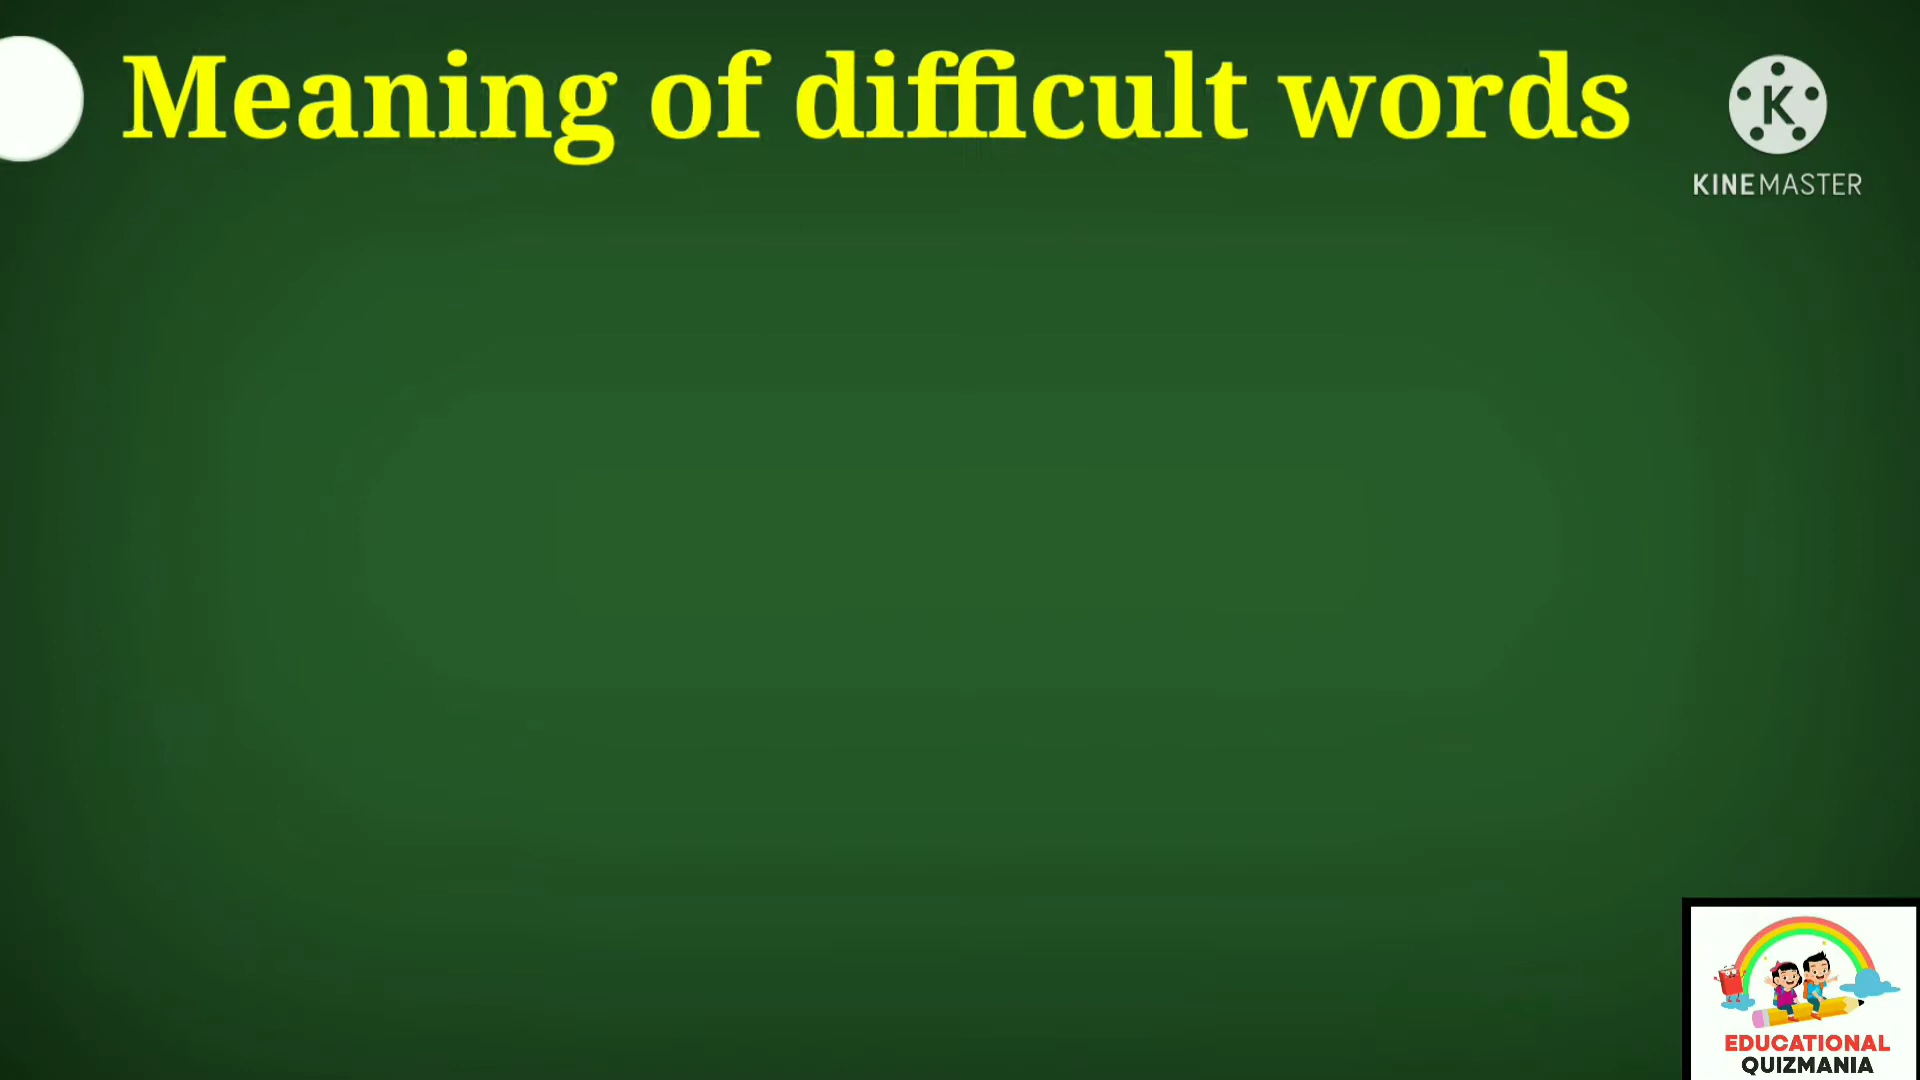 Meaning of difficult words
K
KINEMASTER
EDUCATIONAL
QUIZMANIA